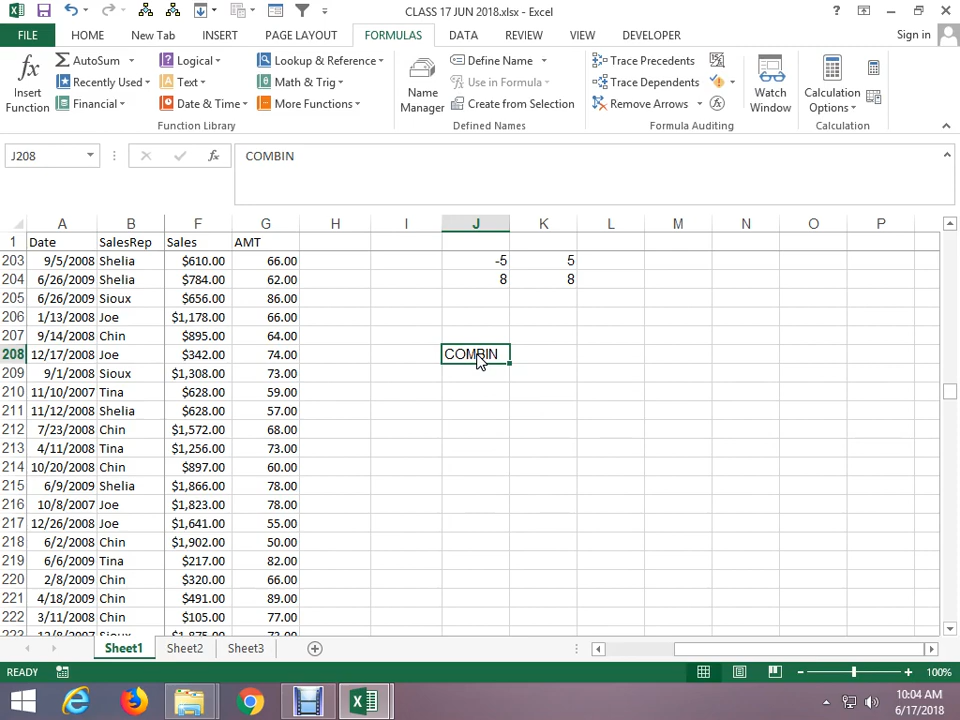 CLASS 17 JUN 2018.xlsx - Excel
FILE HOME New Tab INSERT PAGE LAYOUT FORMULAS DATA REVIEW VIEW DEVELOPER Sign in
fx Insert Function
AutoSum Logical Lookup & Reference
Recently Used Text Math & Trig
Financial Date & Time More Functions
Function Library
Name Manager
Define Name
Use in Formula
Create from Selection
Defined Names
Trace Precedents
Trace Dependents
Remove Arrows
Formula Auditing
Watch Window
Calculation Options
Calculation
J208 fx COMBIN
A B F G H I J K L M N O P
1 Date SalesRep Sales AMT
203 9/5/2008 Shelia $610.00 66.00 -5 5
204 6/26/2009 Shelia $784.00 62.00 8 8
205 6/26/2009 Sioux $656.00 86.00
206 1/13/2008 Joe $1,178.00 66.00
207 9/14/2008 Chin $895.00 64.00
208 12/17/2008 Joe $342.00 74.00 COMBIN
209 9/1/2008 Sioux $1,308.00 73.00
210 11/10/2007 Tina $628.00 59.00
211 11/12/2008 Shelia $628.00 57.00
212 7/23/2008 Chin $1,572.00 68.00
213 4/11/2008 Tina $1,256.00 73.00
214 10/20/2008 Chin $897.00 60.00
215 6/9/2009 Shelia $1,866.00 78.00
216 10/8/2007 Joe $1,823.00 78.00
217 12/26/2008 Joe $1,641.00 55.00
218 6/2/2008 Chin $1,902.00 50.00
219 6/6/2009 Tina $217.00 82.00
220 2/8/2009 Chin $320.00 66.00
221 4/18/2009 Chin $491.00 89.00
222 3/11/2008 Chin $105.00 77.00
223 12/8/2007 Sioux $1,875.00 72.00
Sheet1 Sheet2 Sheet3
READY 100%
10:04 AM
6/17/2018